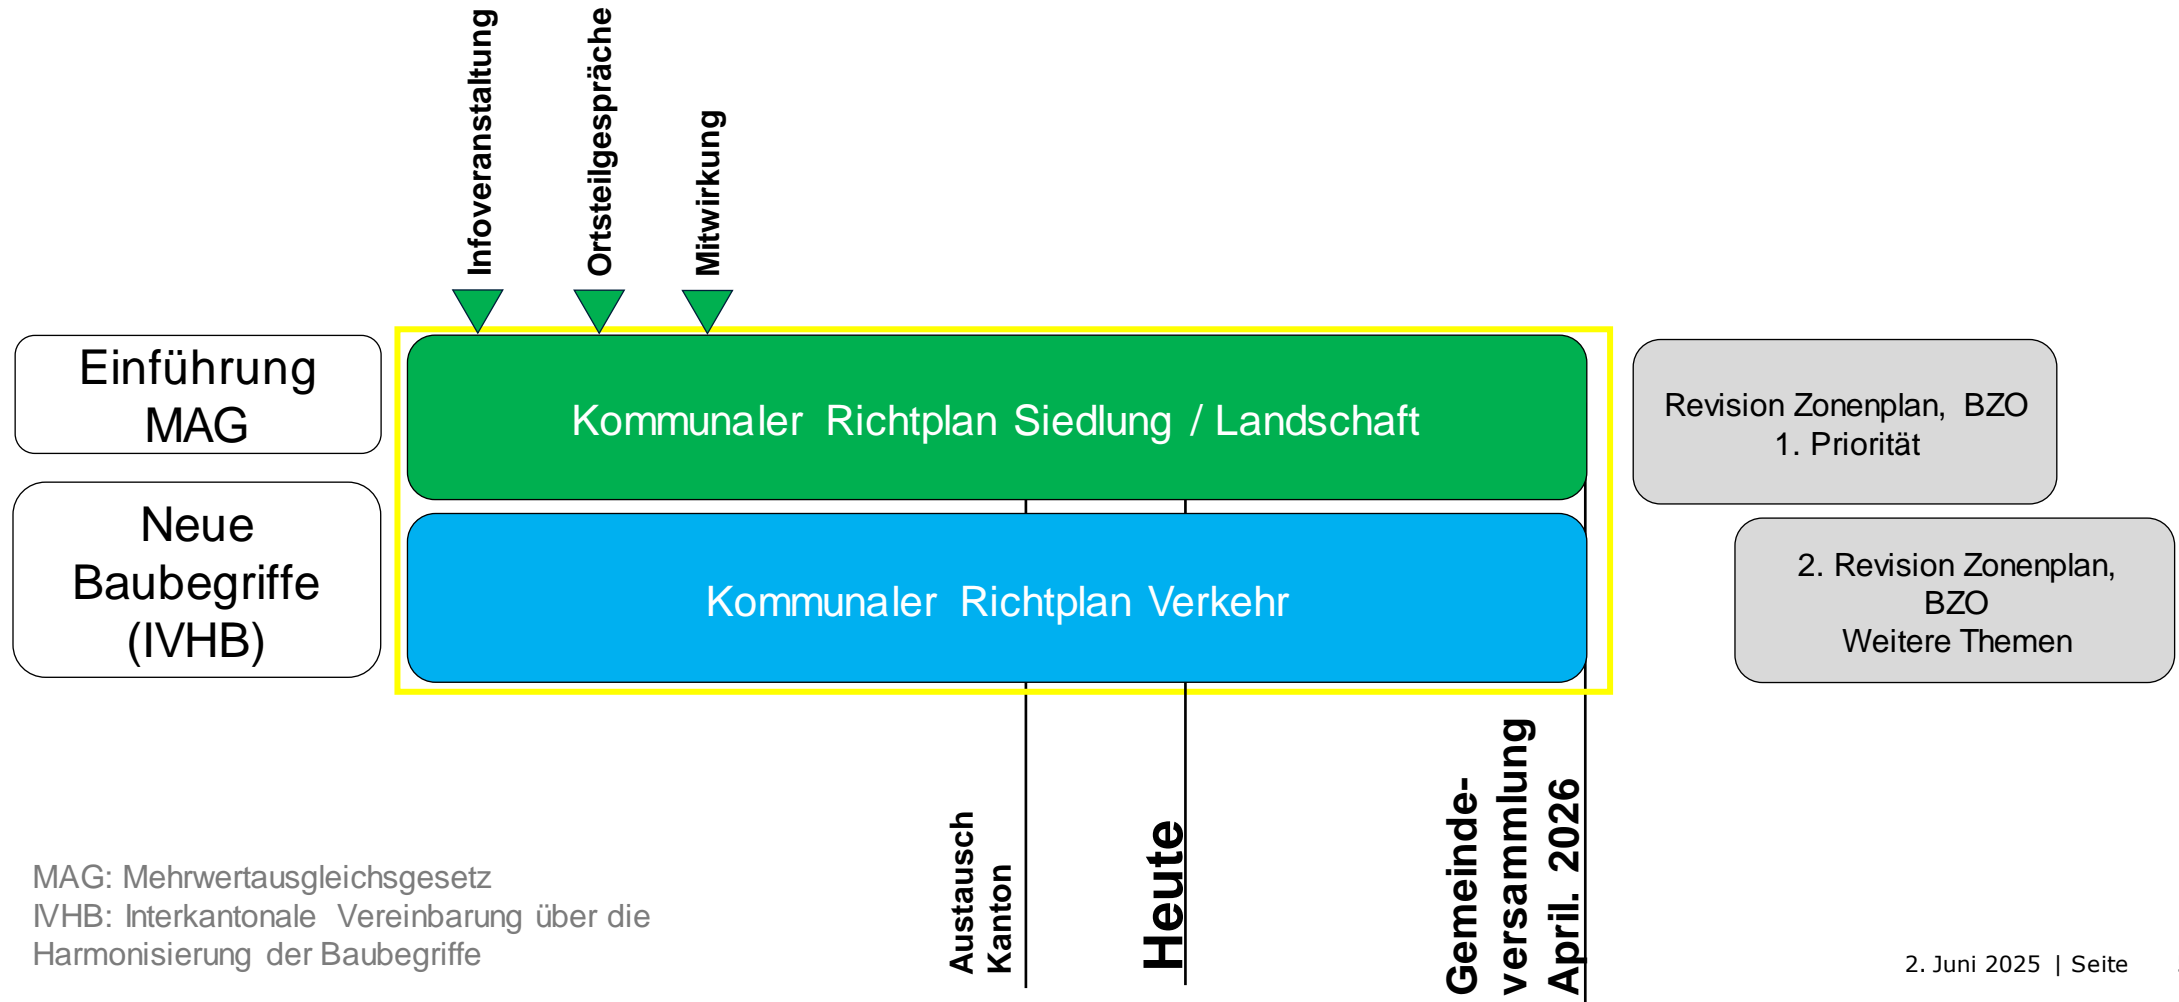 Infoveranstaltung
Ortsteilgespräche
Mitwirkung
Einführung
MAG
Kommunaler Richtplan Siedlung / Landschaft
Revision Zonenplan, BZO
1. Priorität
Neue
Baubegriffe
(IVHB)
Kommunaler Richtplan Verkehr
2. Revision Zonenplan,
BZO
Weitere Themen
Austausch
Kanton
Heute
Gemeinde-
versammlung
April. 2026
MAG: Mehrwertausgleichsgesetz
IVHB: Interkantonale Vereinbarung über die
Harmonisierung der Baubegriffe
2. Juni 2025 | Seite